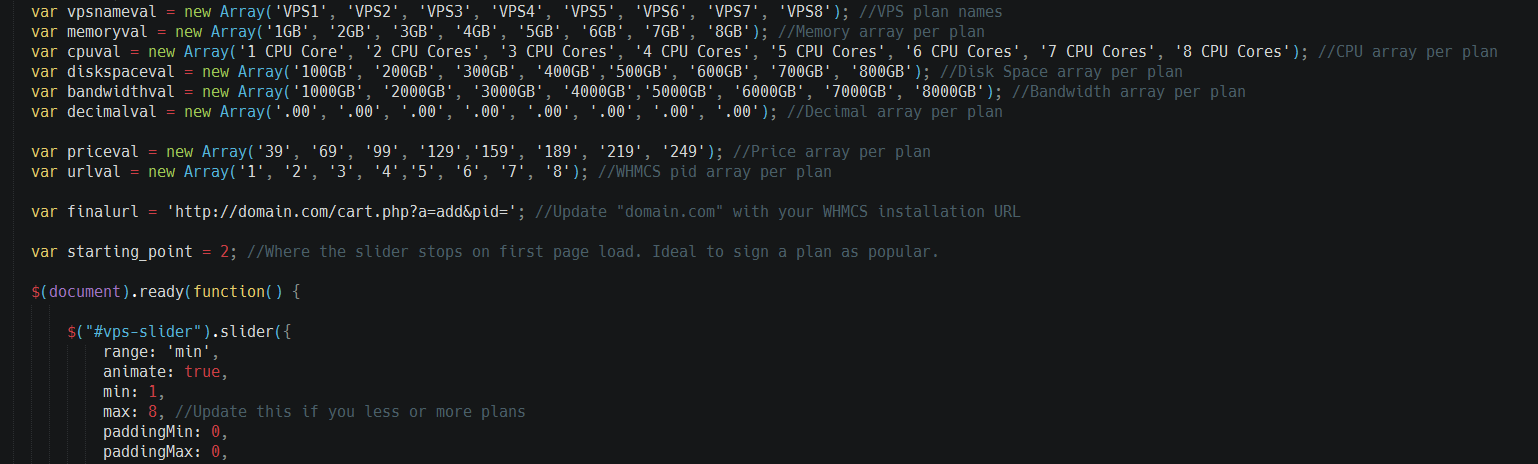 var vpsnameval = new Array('VPS1', 'VPS2', 'VPS3', 'VPS4', 'VPS5', 'VPS6', 'VPS7', 'VPS8'); //VPS plan names
var memoryval = new Array('1GB', '2GB', '3GB', '4GB', '5GB', '6GB', '7GB', '8GB'); //Memory array per plan
var cpuval = new Array('1 CPU Core', '2 CPU Cores', '3 CPU Cores', '4 CPU Cores', '5 CPU Cores', '6 CPU Cores', '7 CPU Cores', '8 CPU Cores'); //CPU array per plan
var diskspaceval = new Array('100GB', '200GB', '300GB', '400GB','500GB', '600GB', '700GB', '800GB'); //Disk Space array per plan
var bandwidthval = new Array('1000GB', '2000GB', '3000GB', '4000GB','5000GB', '6000GB', '7000GB', '8000GB'); //Bandwidth array per plan
var decimalval = new Array('.00', '.00', '.00', '.00', '.00', '.00', '.00', '.00'); //Decimal array per plan
var priceval = new Array('39', '69', '99', '129','159', '189', '219', '249'); //Price array per plan
var urlval = new Array('1', '2', '3', '4','5', '6', '7', '8'); //WHMCS pid array per plan
var finalurl = 'http://domain.com/cart.php?a=add&pid='; //Update "domain.com" with your WHMCS installation URL
var starting_point = 2; //Where the slider stops on first page load. Ideal to sign a plan as popular.
$(document).ready(function() {
$("#vps-slider").slider({
range: 'min',
animate: true,
min: 1,
max: 8, //Update this if you less or more plans
paddingMin: 0,
paddingMax: 0,